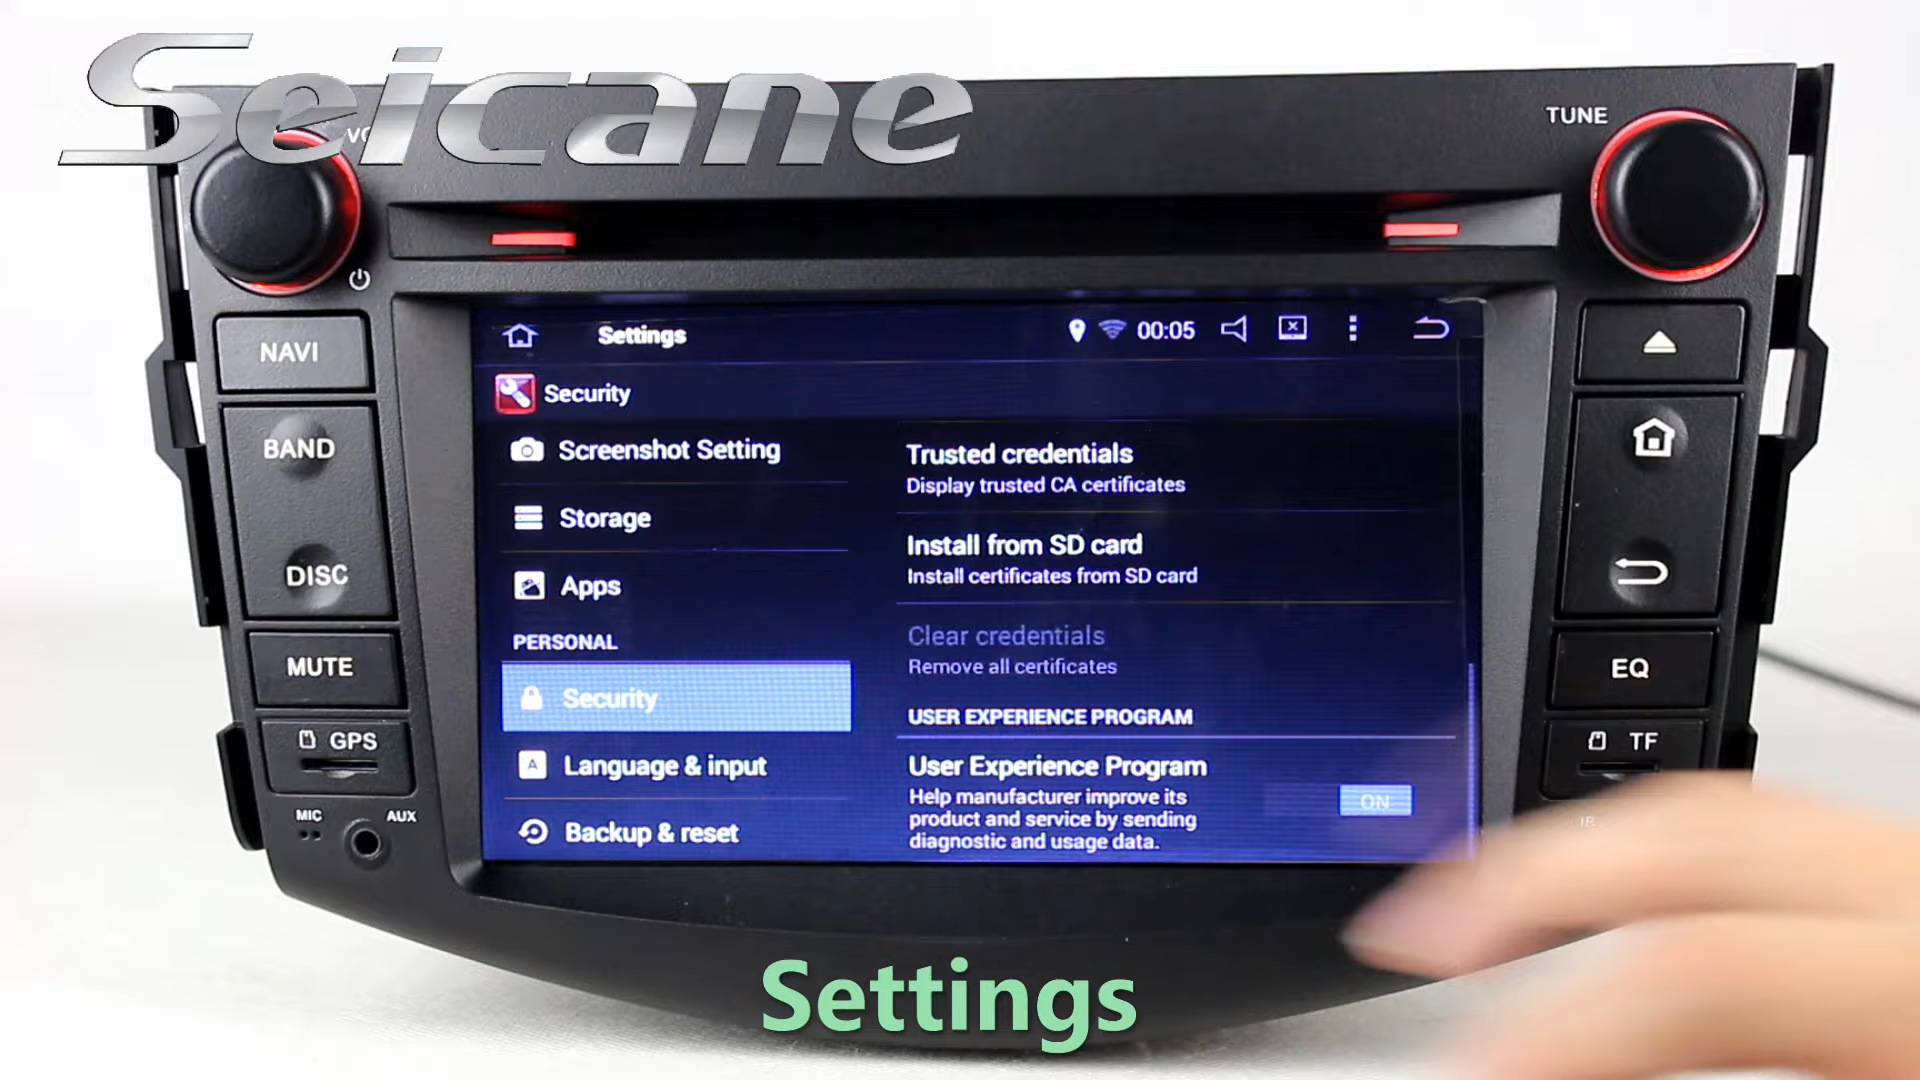 Seicane
VO
TUNE
NAVI
BAND
DISC
MUTE
GPS
MIC
AUX
Settings
00:05
Security
Screenshot Setting
Storage
Apps
PERSONAL
Security
A
Language & input
Backup & reset
Trusted credentials
Display trusted CA certificates
Install from SD card
Install certificates from SD card
Clear credentials
Remove all certificates
USER EXPERIENCE PROGRAM
User Experience Program
Help manufacturer improve its
product and service by sending
diagnostic and usage data.
ON
EQ
TF
IR
Settings